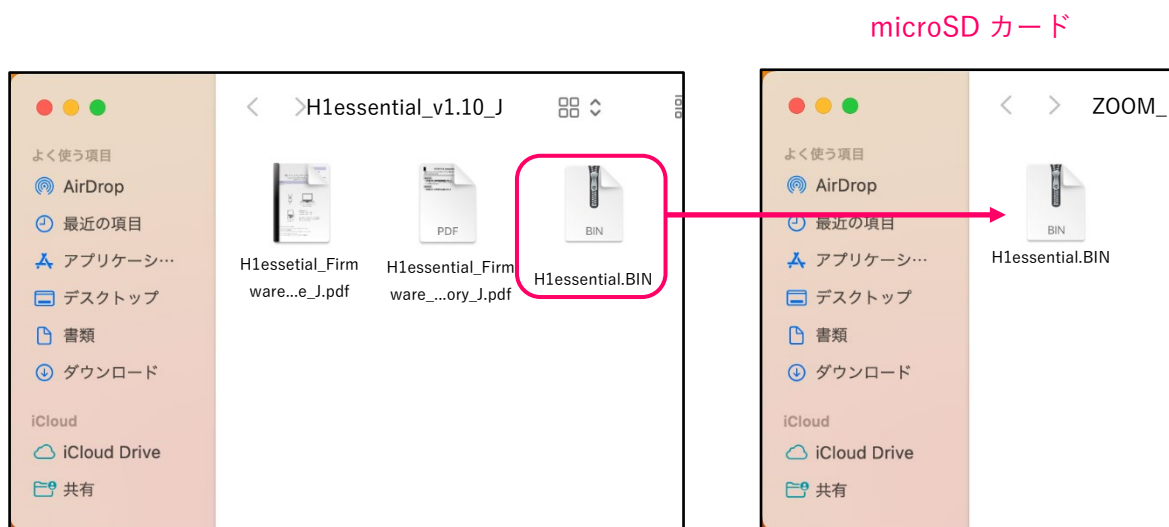 microSD カード
H1essential_v1.10_J
よく使う項目
AirDrop
最近の項目
アプリケーシ…
デスクトップ
書類
ダウンロード
iCloud
iCloud Drive
共有
H1essetial_Firm
ware...e_J.pdf
PDF
H1essential_Firm
ware_...ory_J.pdf
BIN
H1essential.BIN
ZOOM_
よく使う項目
AirDrop
最近の項目
アプリケーシ…
デスクトップ
書類
ダウンロード
iCloud
iCloud Drive
共有
BIN
H1essential.BIN